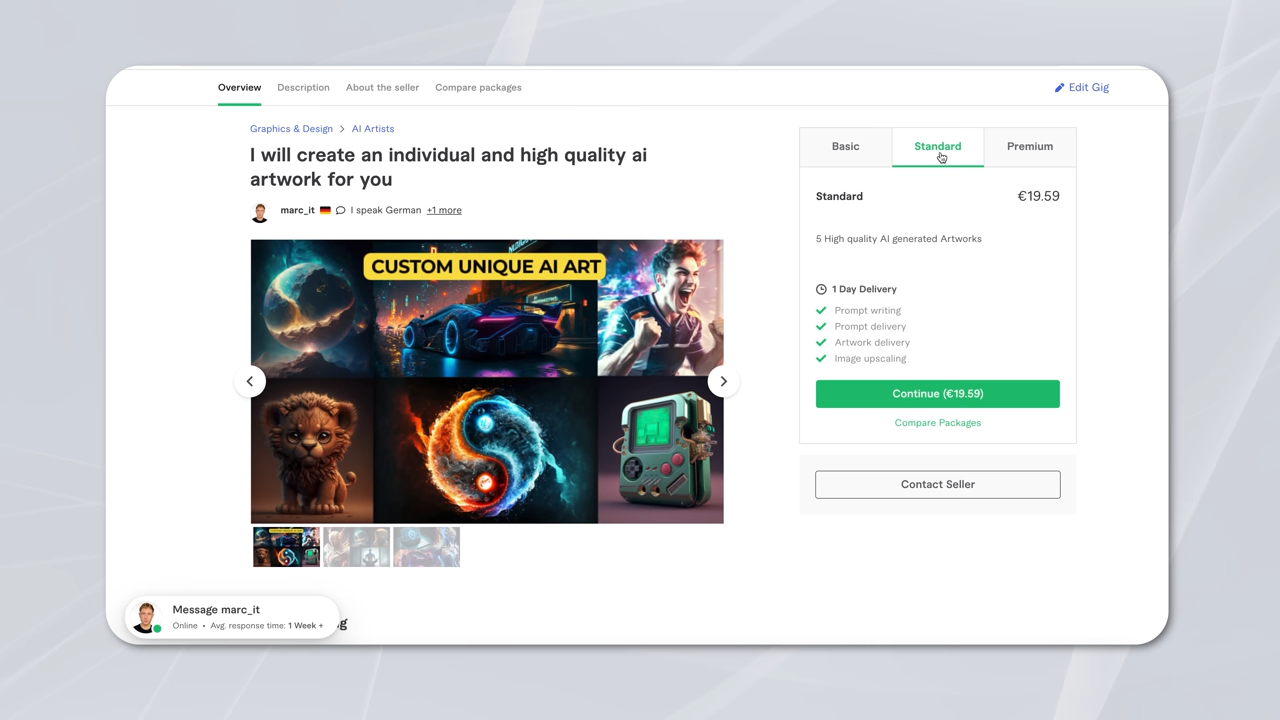 Overview Description About the seller Compare packages Edit Gig
Graphics & Design AI Artists
I will create an individual and high quality ai
artwork for you
marc_it I speak German +1 more
CUSTOM UNIQUE AI ART
Basic Standard Premium
Standard €19.59
5 High quality AI generated Artworks
1 Day Delivery
Prompt writing
Prompt delivery
Artwork delivery
Image upscaling
Continue (€19.59)
Compare Packages
Contact Seller
Message marc_it
Online • Avg. response time: 1 Week +